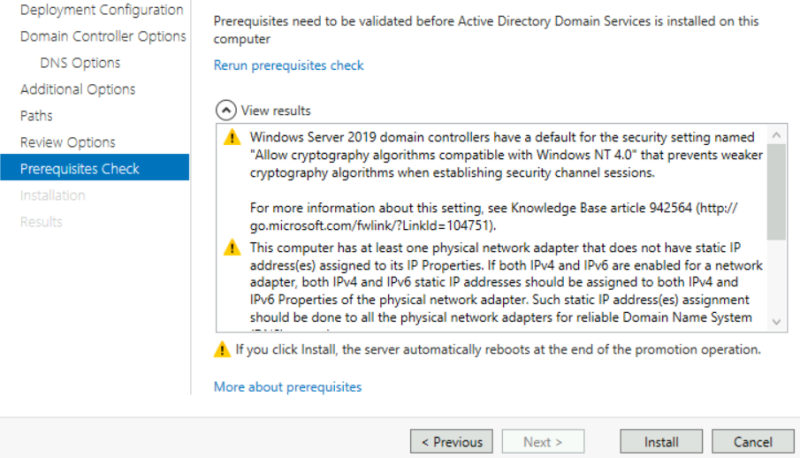 Deployment Configuration
Domain Controller Options
DNS Options
Additional Options
Paths
Review Options
Prerequisites Check
Installation
Results
Prerequisites need to be validated before Active Directory Domain Services is installed on this
computer
Rerun prerequisites check
View results
Windows Server 2019 domain controllers have a default for the security setting named
"Allow cryptography algorithms compatible with Windows NT 4.0" that prevents weaker
cryptography algorithms when establishing security channel sessions.
For more information about this setting, see Knowledge Base article 942564 (http://
go.microsoft.com/fwlink/?LinkId=104751).
This computer has at least one physical network adapter that does not have static IP
address(es) assigned to its IP Properties. If both IPv4 and IPv6 are enabled for a network
adapter, both IPv4 and IPv6 static IP addresses should be assigned to both IPv4 and
IPv6 Properties of the physical network adapter. Such static IP address(es) assignment
should be done to all the physical network adapters for reliable Domain Name System
If you click Install, the server automatically reboots at the end of the promotion operation.
More about prerequisites
< Previous
Next >
Install
Cancel